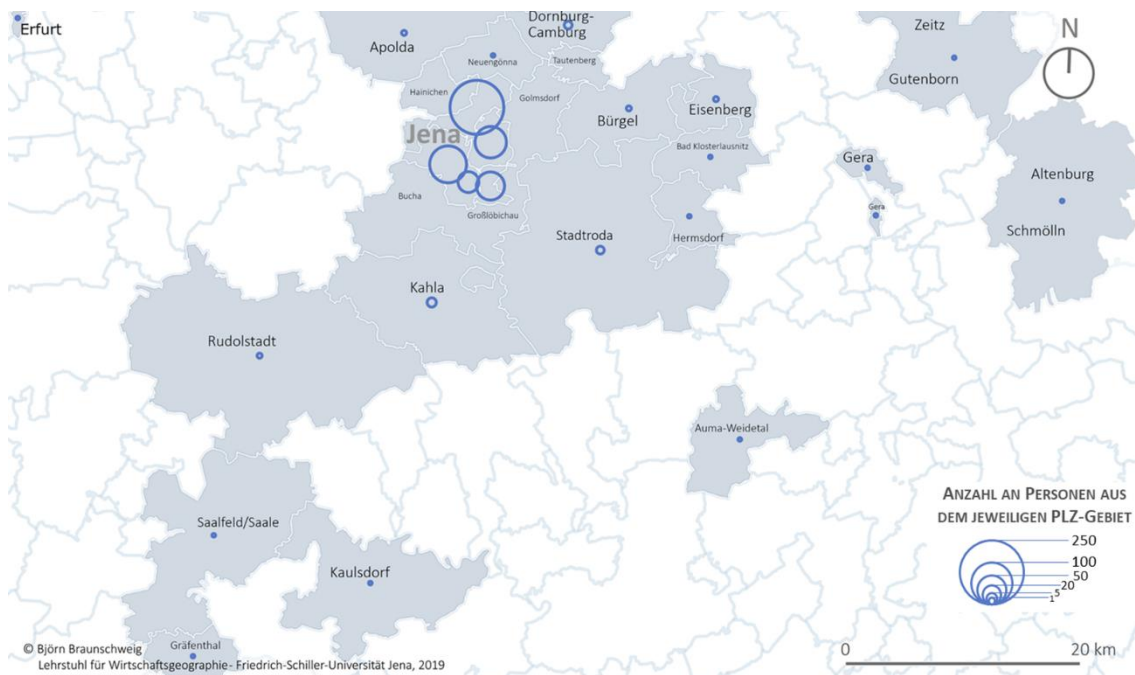 Erfurt
Apolda
Dornburg-
Camburg
Neuengönna
Tautenberg
Hainichen
Golmsdorf
Jena
Bürgel
Eisenberg
Bad Klosterlausnitz
Bucha
Großlöbichau
Stadtroda
Hermsdorf
Kahla
Rudolstadt
Zeitz
Gutenborn
N
Gera
Gera
Altenburg
Schmölln
Auma-Weidetal
Saalfeld/Saale
Kaulsdorf
Gräfenthal
ANZAHL AN PERSONEN AUS
DEM JEWEILIGEN PLZ-GEBIET
250
100
50
20
5
1
0 20 km
© Björn Braunschweig
Lehrstuhl für Wirtschaftsgeographie- Friedrich-Schiller-Universität Jena, 2019